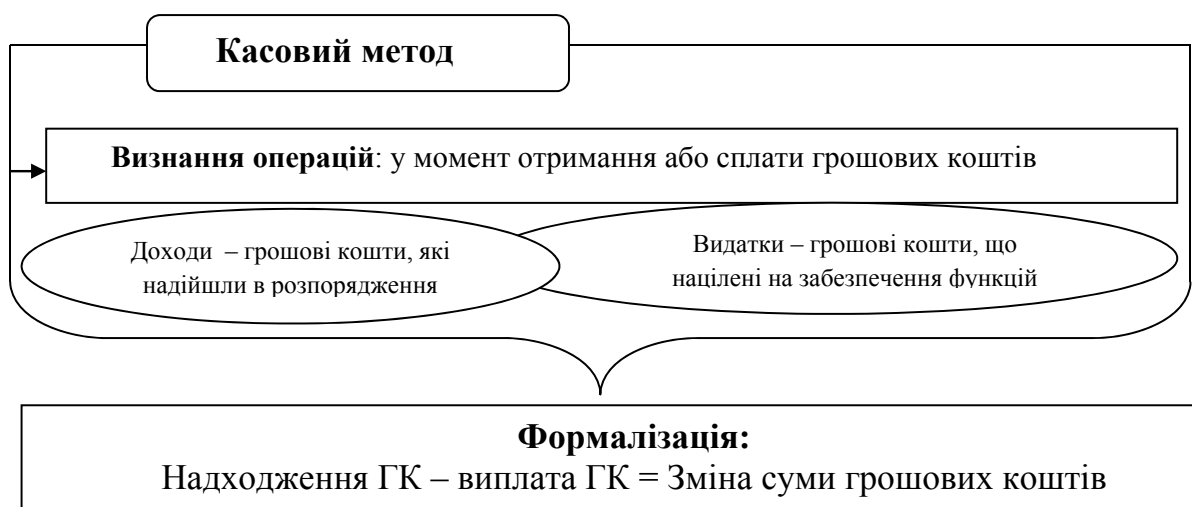 Касовий метод
Визнання операцій: у момент отримання або сплати грошових коштів
Доходи – грошові кошти, які
надійшли в розпорядження
Видатки – грошові кошти, що
націлені на забезпечення функцій
Формалізація:
Надходження ГК – виплата ГК = Зміна суми грошових коштів